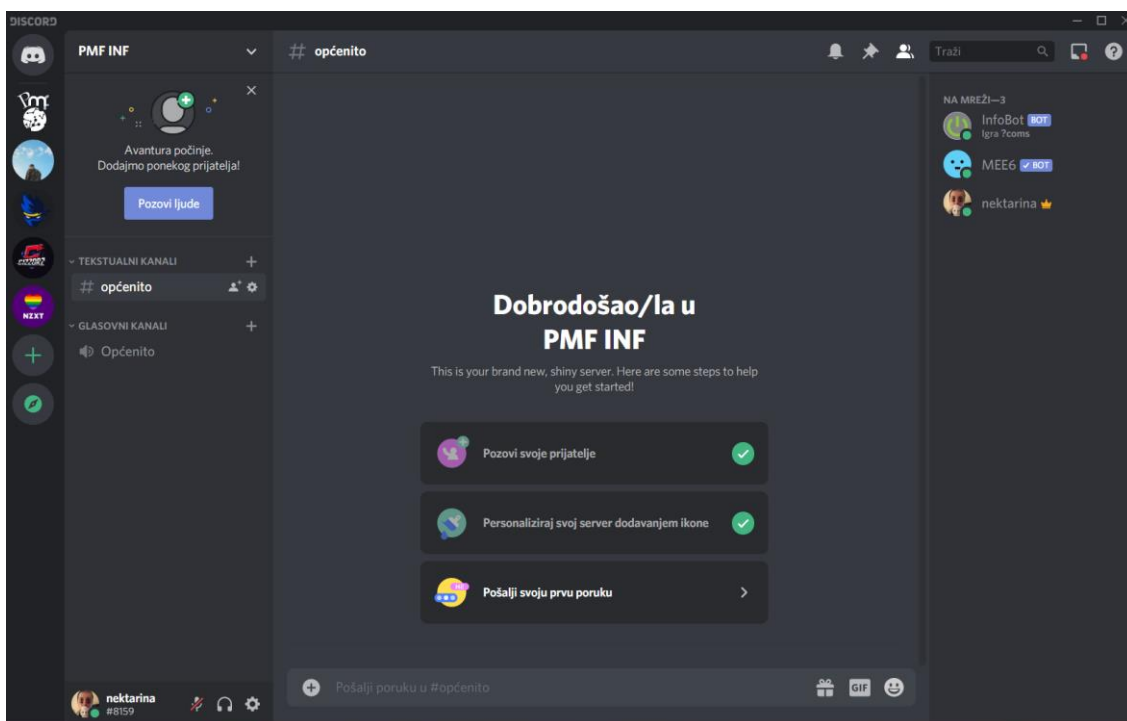 DISCORD
PMF INF
Avantura počinje.
Dodajmo ponekog prijatelja!
Pozovi ljude
TEKSTUALNI KANALI
općenito
GLASOVNI KANALI
Općenito
nektarina
#8159
NZXT
# općenito
Traži
Dobrodošao/la u
PMF INF
This is your brand new, shiny server. Here are some steps to help
you get started!
Pozovi svoje prijatelje
Personaliziraj svoj server dodavanjem ikone
Pošalji svoju prvu poruku
Pošalji poruku u #općenito
GIF
NA MREŽI—3
InfoBot BOT
Igra ?coms
MEE6 ✓ BOT
nektarina